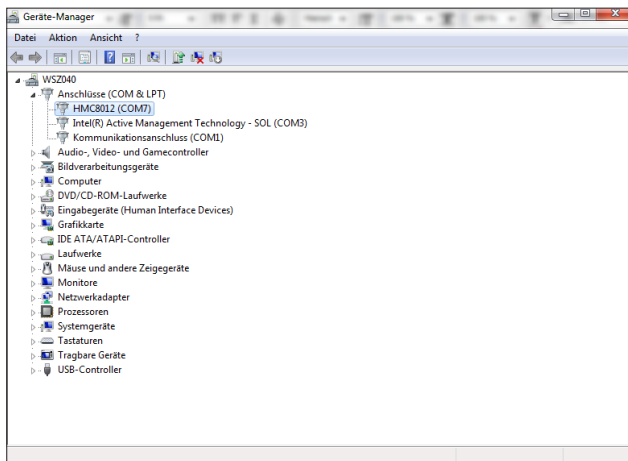 Geräte-Manager
Datei Aktion Ansicht ?
WSZ040
Anschlüsse (COM & LPT)
HMC8012 (COM7)
Intel(R) Active Management Technology - SOL (COM3)
Kommunikationsanschluss (COM1)
Audio-, Video- und Gamecontroller
Bildverarbeitungsgeräte
Computer
DVD/CD-ROM-Laufwerke
Eingabegeräte (Human Interface Devices)
Grafikkarte
IDE ATA/ATAPI-Controller
Laufwerke
Mäuse und andere Zeigegeräte
Monitore
Netzwerkadapter
Prozessoren
Systemgeräte
Tastaturen
Tragbare Geräte
USB-Controller